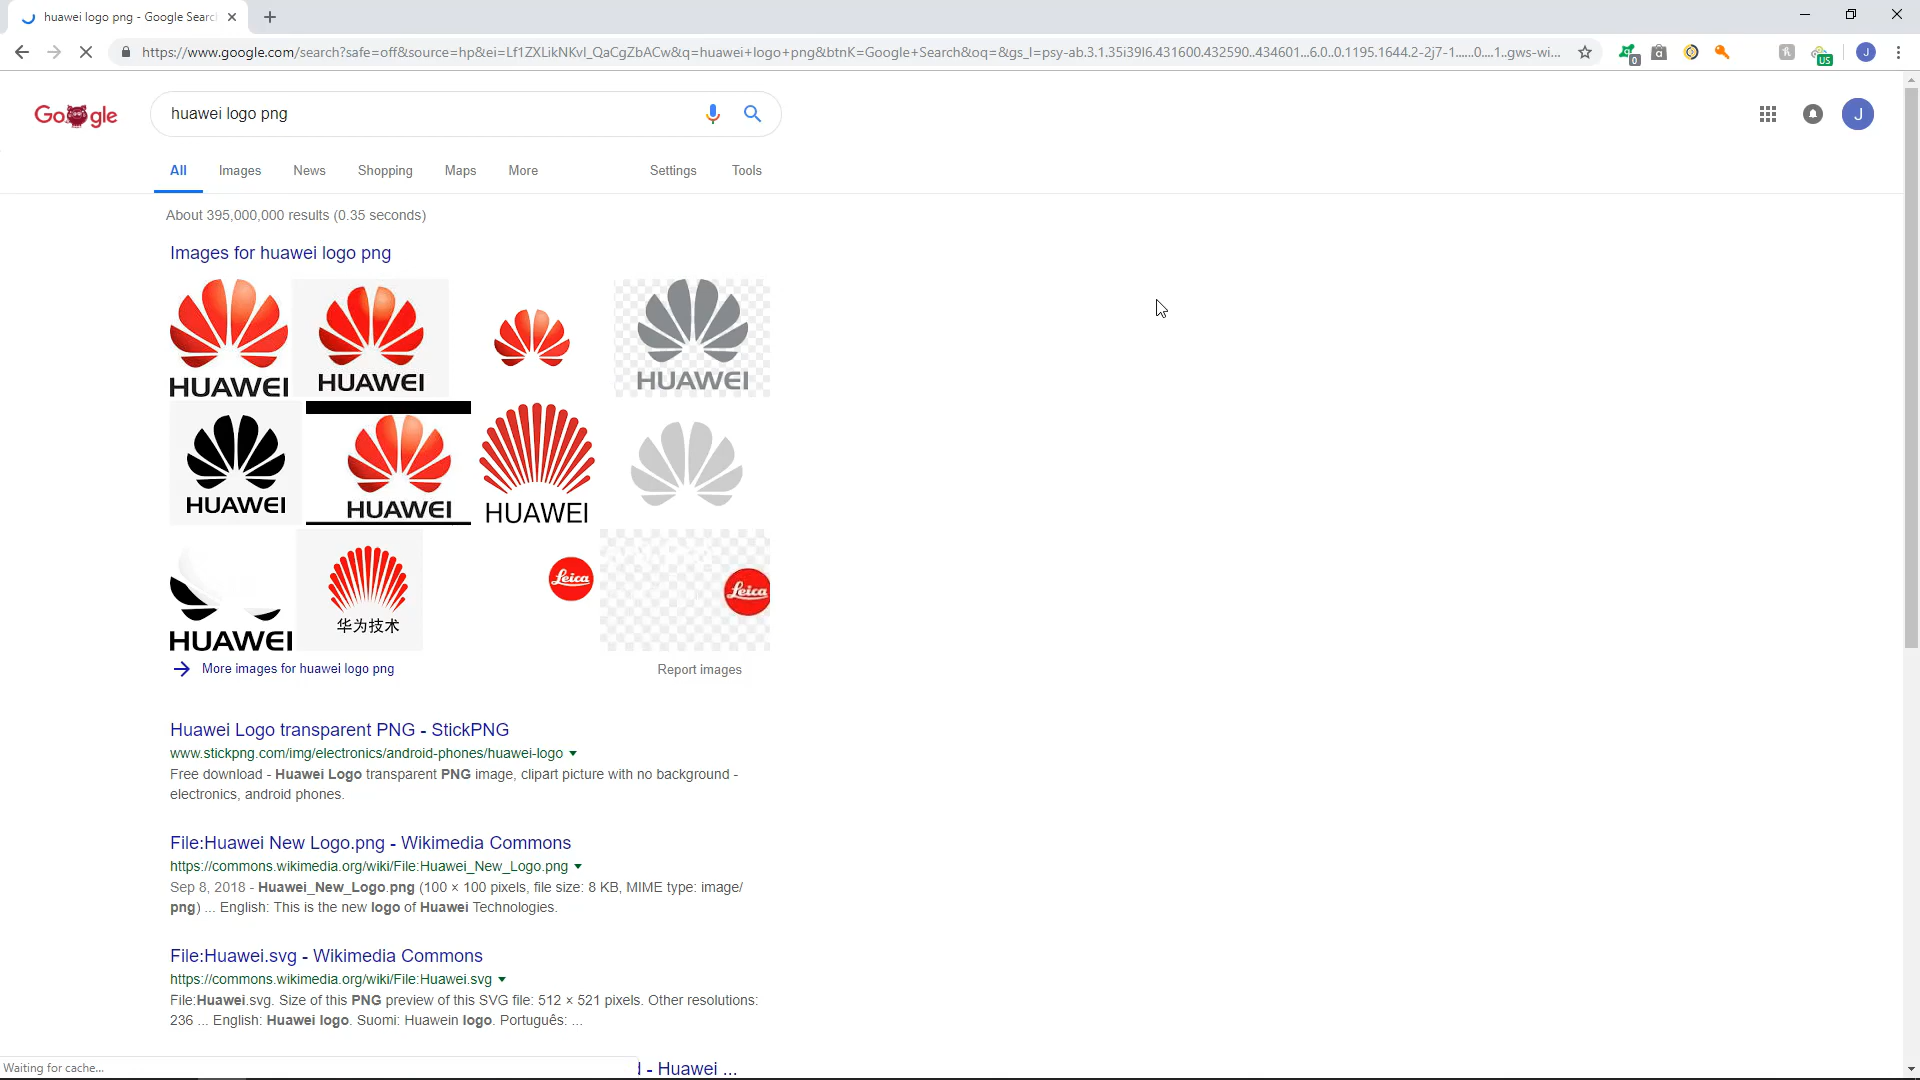 huawei logo png - Google Searc
https://www.google.com/search?safe=off&source=hp&ei=Lf1ZXLikNKvI_QaCgZbACw&q=huawei+logo+png&btnK=Google+Search&oq=&gs_l=psy-ab.3.1.35i39l6.431600.432590..434601...6.0..0.1195.1644.2-2j7-1......0....1..gws-wi...
0
US
J
Google
huawei logo png
J
All Images News Shopping Maps More Settings Tools
About 395,000,000 results (0.35 seconds)
Images for huawei logo png
HUAWEI
HUAWEI
HUAWEI
HUAWEI
HUAWEI
HUAWEI
HUAWEI
华为技术
Leica
Leica
More images for huawei logo png
Report images
Huawei Logo transparent PNG - StickPNG
www.stickpng.com/img/electronics/android-phones/huawei-logo
Free download - Huawei Logo transparent PNG image, clipart picture with no background -
electronics, android phones.
File:Huawei New Logo.png - Wikimedia Commons
https://commons.wikimedia.org/wiki/File:Huawei_New_Logo.png
Sep 8, 2018 - Huawei_New_Logo.png (100 × 100 pixels, file size: 8 KB, MIME type: image/
png) ... English: This is the new logo of Huawei Technologies.
File:Huawei.svg - Wikimedia Commons
https://commons.wikimedia.org/wiki/File:Huawei.svg
File:Huawei.svg. Size of this PNG preview of this SVG file: 512 × 521 pixels. Other resolutions:
236 ... English: Huawei logo. Suomi: Huawein logo. Português: ...
- Huawei ...
Waiting for cache...